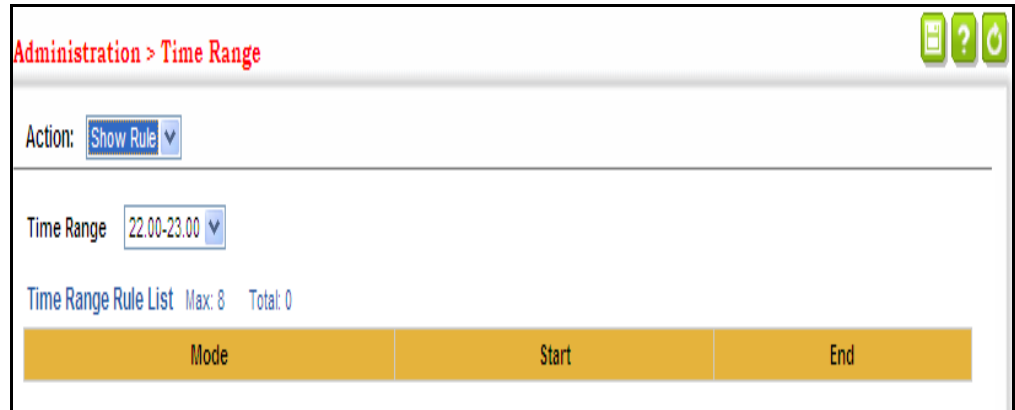 Administration > Time Range
?
Action: Show Rule
Time Range 22.00-23.00
Time Range Rule List Max: 8 Total: 0
Mode Start End